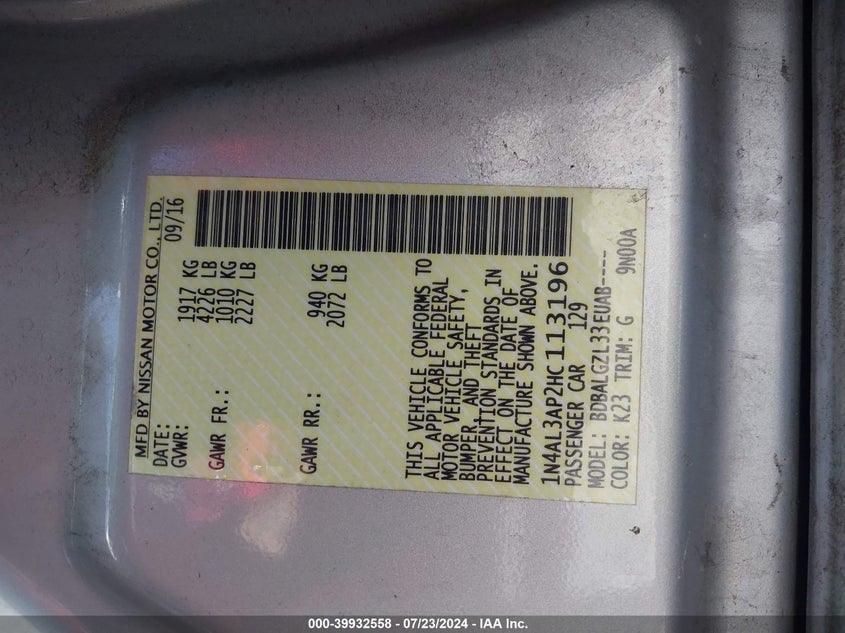 MFD BY NISSAN MOTOR CO., LTD.
DATE: 09/16
GVWR: 1917 KG
4226 LB
GAWR FR.: 1010 KG
2227 LB
GAWR RR.: 940 KG
2072 LB
THIS VEHICLE CONFORMS TO
ALL APPLICABLE FEDERAL
MOTOR VEHICLE SAFETY,
BUMPER, AND THEFT
PREVENTION STANDARDS IN
EFFECT ON THE DATE OF
MANUFACTURE SHOWN ABOVE.
1N4AL3AP2HC113196
PASSENGER CAR 129
MODEL: BDBALGZL33EUAB----
COLOR: K23 TRIM: G 9N00A
000-39932558 - 07/23/2024 - IAA Inc.